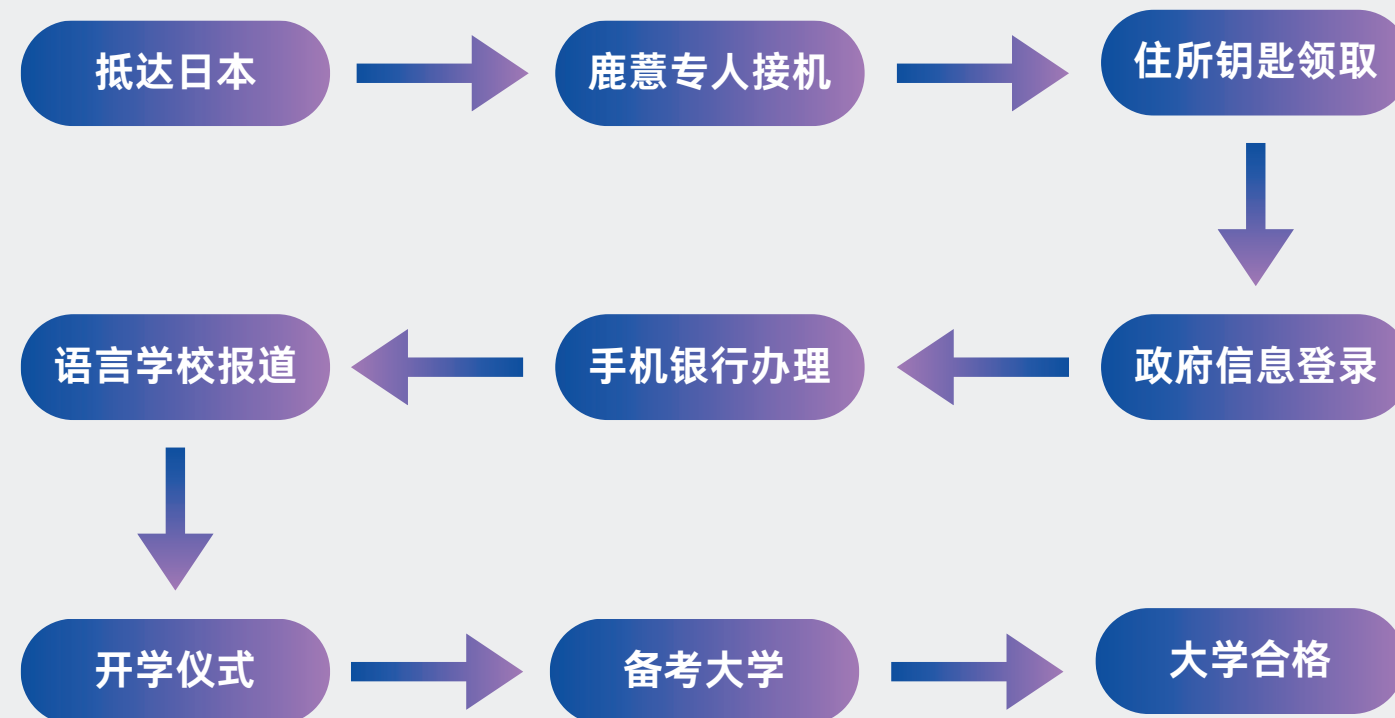 抵达日本
鹿薏专人接机
住所钥匙领取
政府信息登录
手机银行办理
语言学校报道
开学仪式
备考大学
大学合格